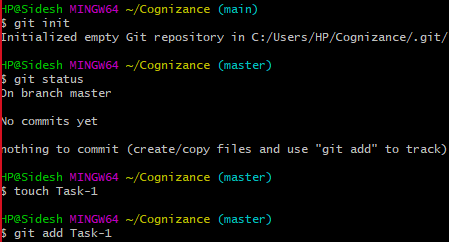 HP@Sidesh MINGW64 ~/Cognizance (main)
$ git init
Initialized empty Git repository in C:/Users/HP/Cognizance/.git/
HP@Sidesh MINGW64 ~/Cognizance (master)
$ git status
On branch master
No commits yet
nothing to commit (create/copy files and use "git add" to track)
HP@Sidesh MINGW64 ~/Cognizance (master)
$ touch Task-1
HP@Sidesh MINGW64 ~/Cognizance (master)
$ git add Task-1